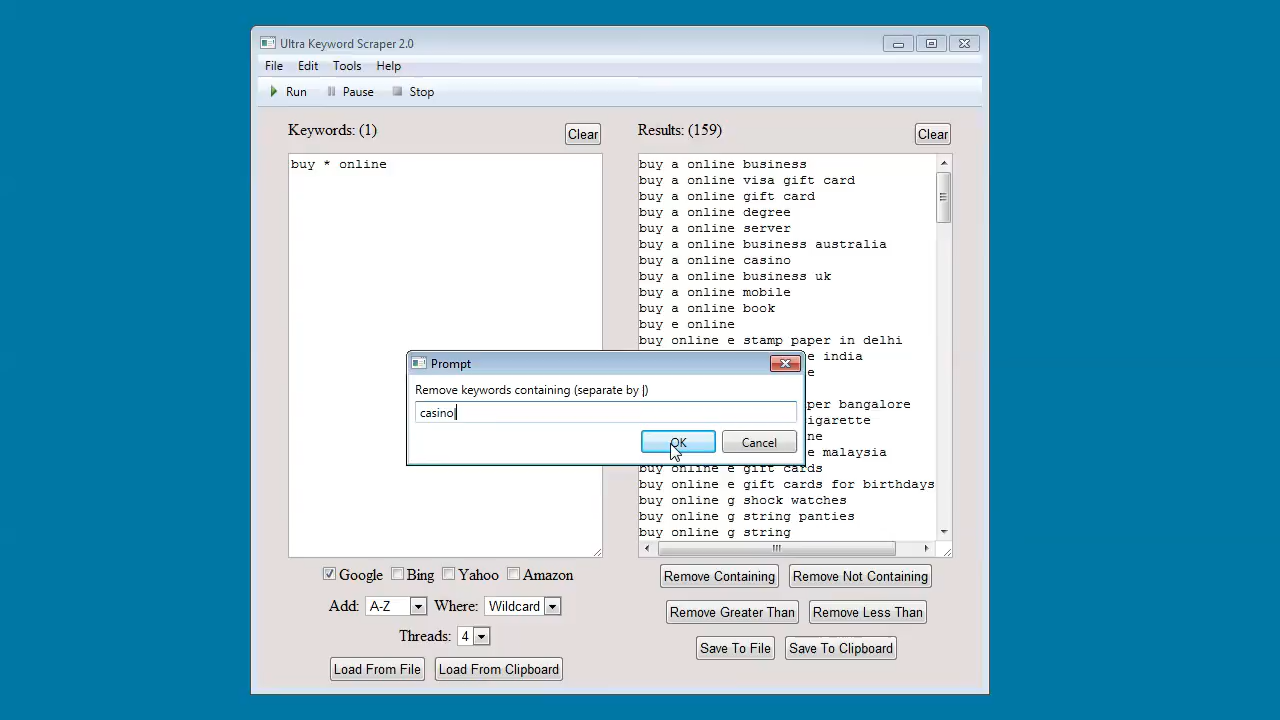 Ultra Keyword Scraper 2.0
File Edit Tools Help
Run Pause Stop
Keywords: (1)
Clear
buy * online
Results: (159)
Clear
buy a online business
buy a online visa gift card
buy a online gift card
buy a online degree
buy a online server
buy a online business australia
buy a online casino
buy a online business uk
buy a online mobile
buy a online book
buy e online
buy online e stamp paper in delhi
e india
e
per bangalore
igarette
ne
e malaysia
buy online e gift cards
buy online e gift cards for birthdays
buy online g shock watches
buy online g string panties
buy online g string
Prompt
Remove keywords containing (separate by |)
casino
OK Cancel
Google Bing Yahoo Amazon
Add: A-Z Where: Wildcard
Threads: 4
Load From File Load From Clipboard
Remove Containing Remove Not Containing
Remove Greater Than Remove Less Than
Save To File Save To Clipboard